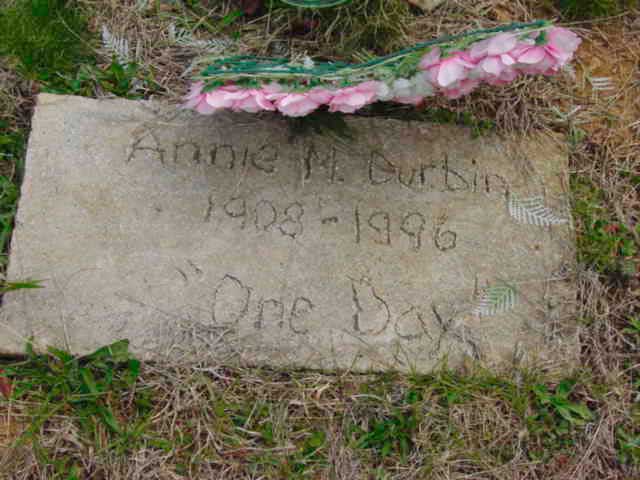 Annie M. Durbin
1908-1996
"One Day"